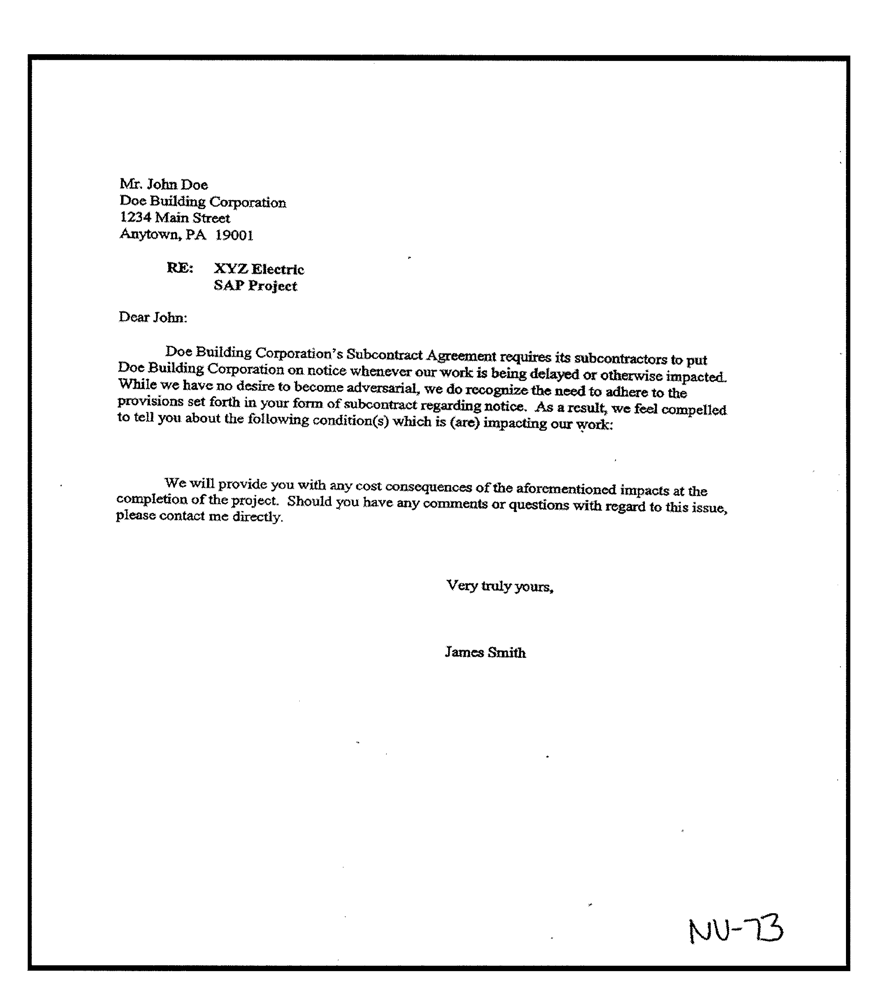 Mr. John Doe
Doe Building Corporation
1234 Main Street
Anytown, PA 19001
RE: XYZ Electric
SAP Project
Dear John:
Doe Building Corporation's Subcontract Agreement requires its subcontractors to put
Doe Building Corporation on notice whenever our work is being delayed or otherwise impacted.
While we have no desire to become adversarial, we do recognize the need to adhere to the
provisions set forth in your form of subcontract regarding notice. As a result, we feel compelled
to tell you about the following condition(s) which is (are) impacting our work:
We will provide you with any cost consequences of the aforementioned impacts at the
completion of the project. Should you have any comments or questions with regard to this issue,
please contact me directly.
Very truly yours,
James Smith
NU-73